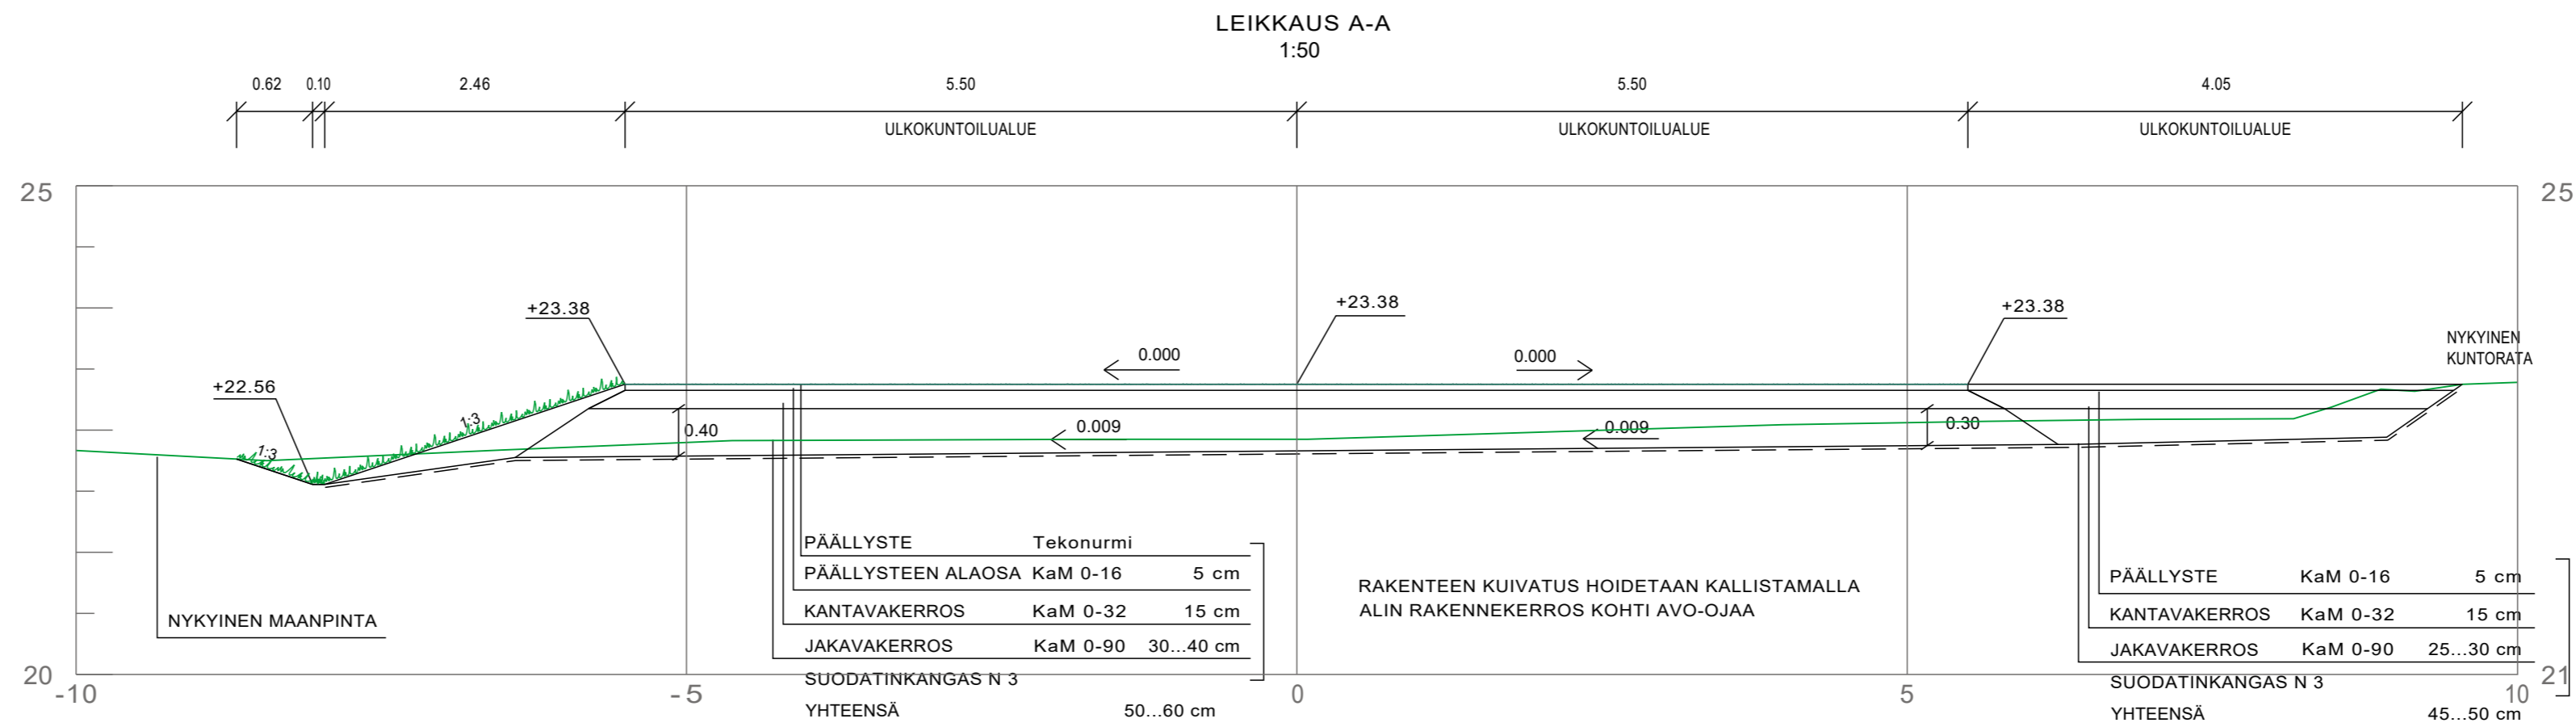 LEIKKAUS A-A
1:50
0.62 0.10 2.46 5.50 5.50 4.05
ULKOKUNTOILUALUE ULKOKUNTOILUALUE ULKOKUNTOILUALUE
25 25
+23.38 +23.38 +23.38
NYKYINEN
KUNTORATA
0.000 0.000
+22.56
1:3 1:3
0.40 0.009 0.009 0.30
NYKYINEN MAANPINTA
PÄÄLLYSTE Tekonurmi
PÄÄLLYSTEEN ALAOSA KaM 0-16 5 cm
KANTAVAKERROS KaM 0-32 15 cm
JAKAVAKERROS KaM 0-90 30...40 cm
SUODATINKANGAS N 3
YHTEENSÄ 50...60 cm
RAKENTEEN KUIVATUS HOIDETAAN KALLISTAMALLA
ALIN RAKENNEKERROS KOHTI AVO-OJAA
PÄÄLLYSTE KaM 0-16 5 cm
KANTAVAKERROS KaM 0-32 15 cm
JAKAVAKERROS KaM 0-90 25...30 cm
SUODATINKANGAS N 3
YHTEENSÄ 45...50 cm
20 21
-10 -5 0 5 10